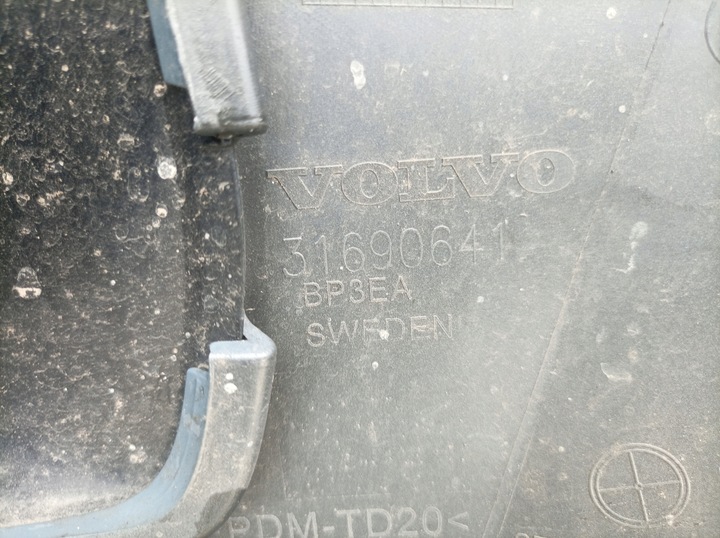 VOLVO
31690641
BP3EA
SWEDEN
PDM-TD20<